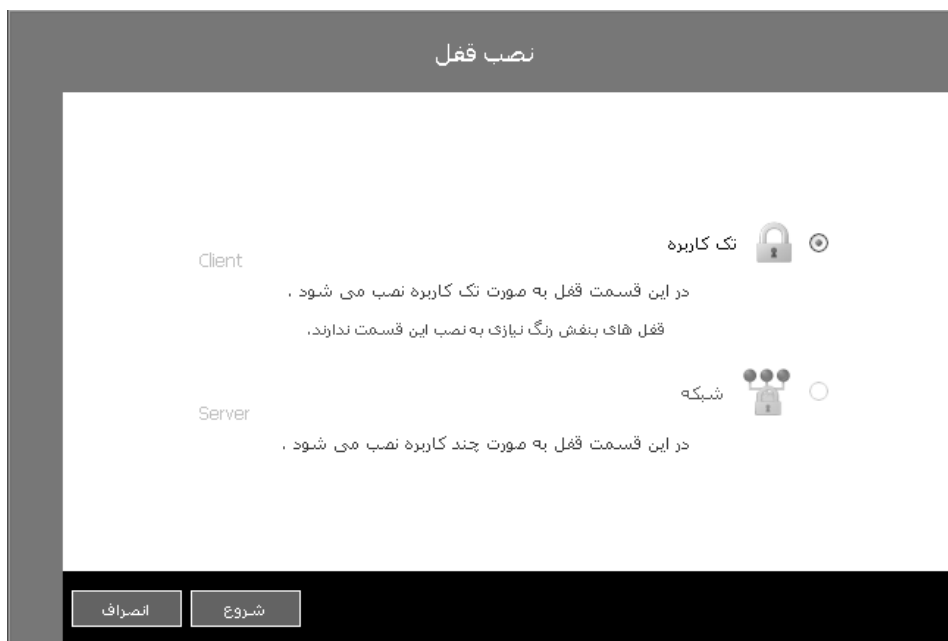 نصب قفل
تک کاربره
Client
در این قسمت قفل به صورت تک کاربره نصب می شود .
قفل های بنفش رنگ نیازی به نصب این قسمت ندارند.
شبکه
Server
در این قسمت قفل به صورت چند کاربره نصب می شود .
شروع
انصراف